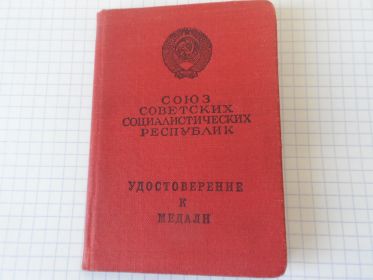 СОЮЗ
СОВЕТСКИХ
СОЦИАЛИСТИЧЕСКИХ
РЕСПУБЛИК
УДОСТОВЕРЕНИЕ
К
МЕДАЛИ